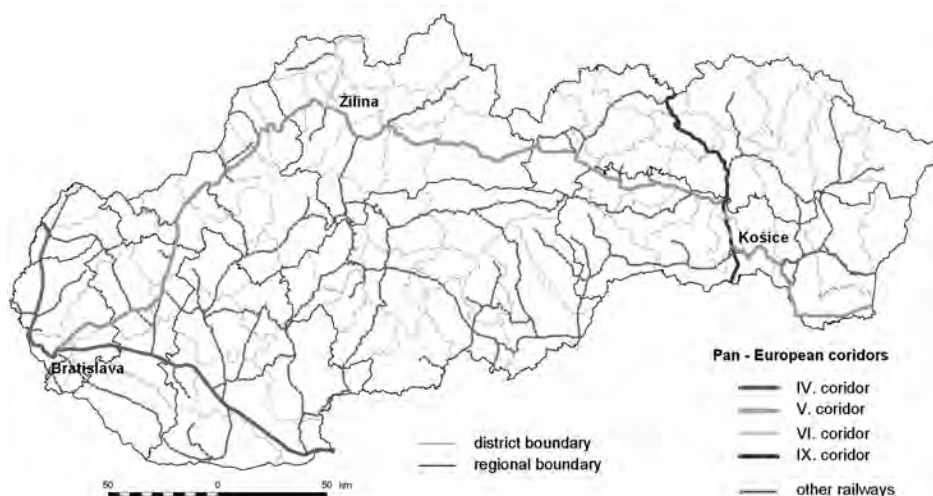 Žilina
Košice
Bratislava
Pan - European coridors
IV. coridor
V. coridor
VI. coridor
IX. coridor
other railways
district boundary
regional boundary
50 0 50 km